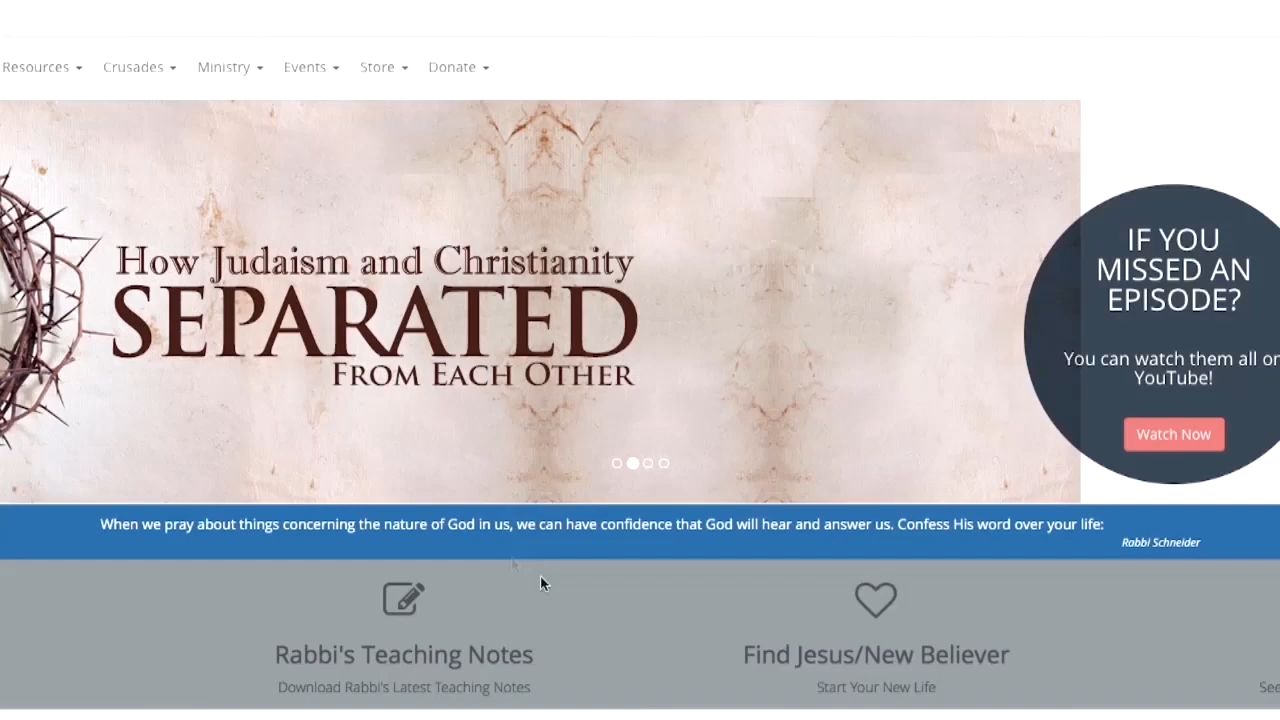 Resources Crusades Ministry Events Store Donate
How Judaism and Christianity
SEPARATED
FROM EACH OTHER
IF YOU
MISSED AN
EPISODE?
You can watch them all on
YouTube!
Watch Now
When we pray about things concerning the nature of God in us, we can have confidence that God will hear and answer us. Confess His word over your life:
Rabbi Schneider
Rabbi's Teaching Notes
Download Rabbi's Latest Teaching Notes
Find Jesus/New Believer
Start Your New Life
See